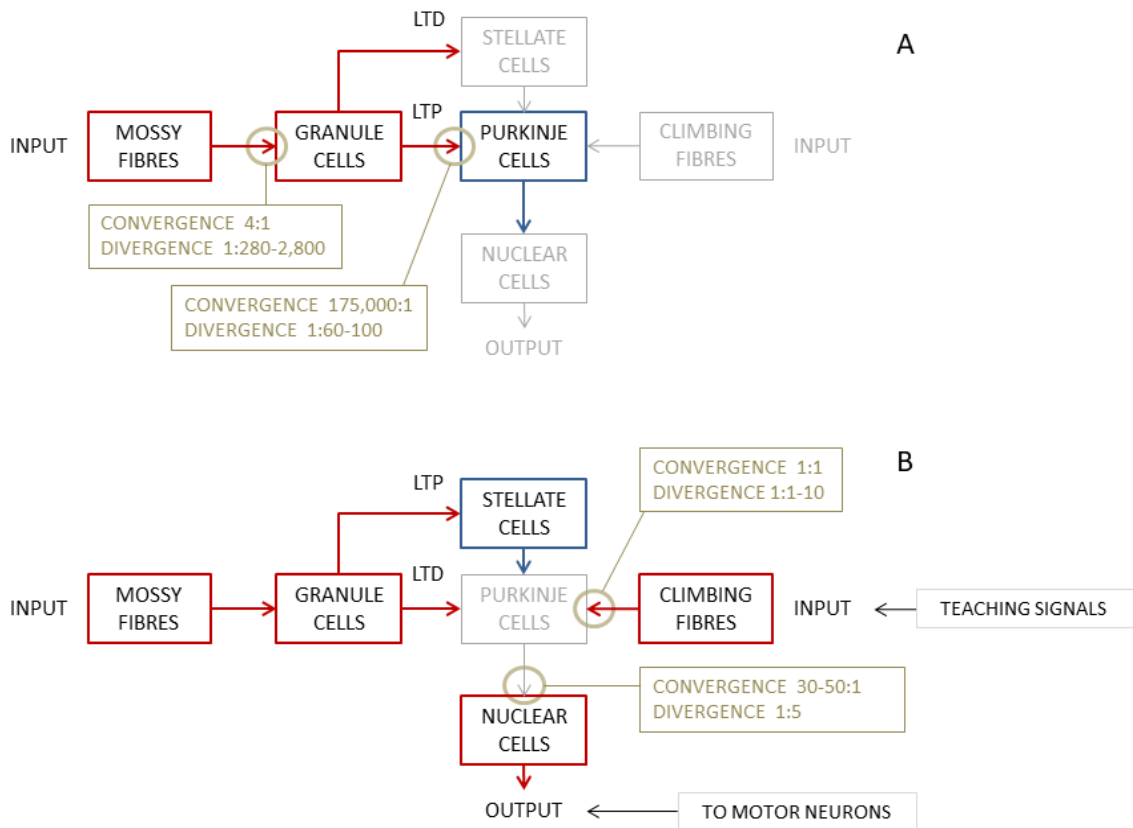 LTD
STELLATE
CELLS
A
INPUT
MOSSY
FIBRES
GRANULE
CELLS
LTP
PURKINJE
CELLS
CLIMBING
FIBRES
INPUT
CONVERGENCE 4:1
DIVERGENCE 1:280-2,800
NUCLEAR
CELLS
CONVERGENCE 175,000:1
DIVERGENCE 1:60-100
OUTPUT
B
CONVERGENCE 1:1
DIVERGENCE 1:1-10
LTP
STELLATE
CELLS
INPUT
MOSSY
FIBRES
GRANULE
CELLS
LTD
PURKINJE
CELLS
CLIMBING
FIBRES
INPUT
TEACHING SIGNALS
CONVERGENCE 30-50:1
DIVERGENCE 1:5
NUCLEAR
CELLS
OUTPUT
TO MOTOR NEURONS